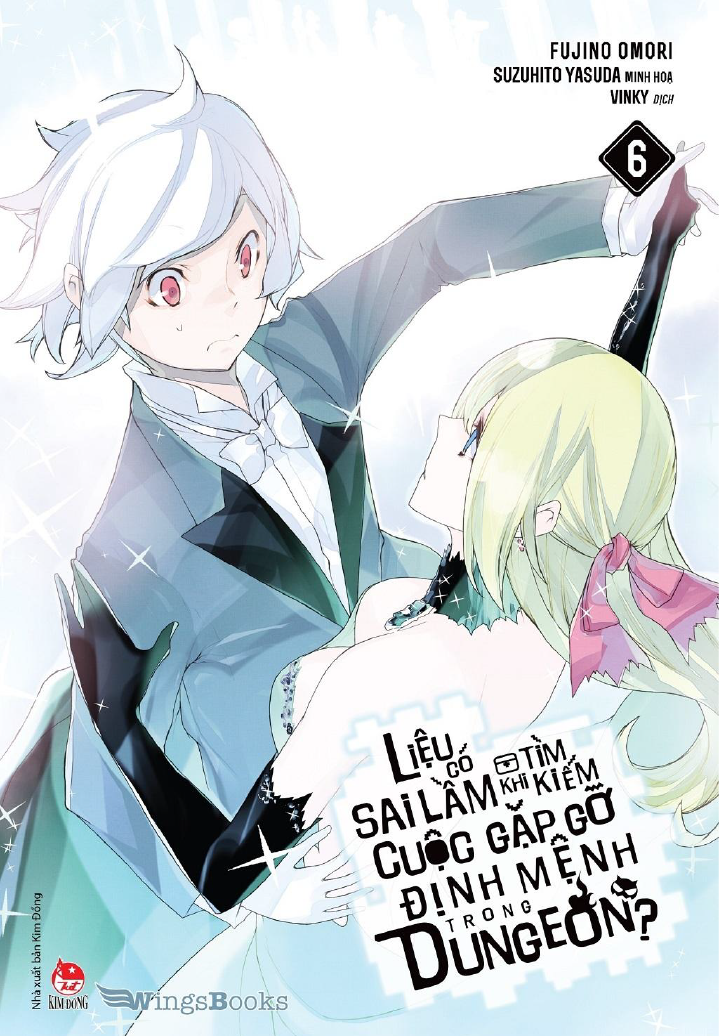 FUJINO OMORI
SUZUHITO YASUDA MINH HOẠ
VINKY DỊCH
6
LIỆU CÓ
SAI LẦM KHI TÌM KIẾM
CUỘC GẶP GỠ
ĐỊNH MỆNH
TRONG
DUNGEON?
Nhà xuất bản Kim Đồng
KIM ĐỒNG
WingsBooks